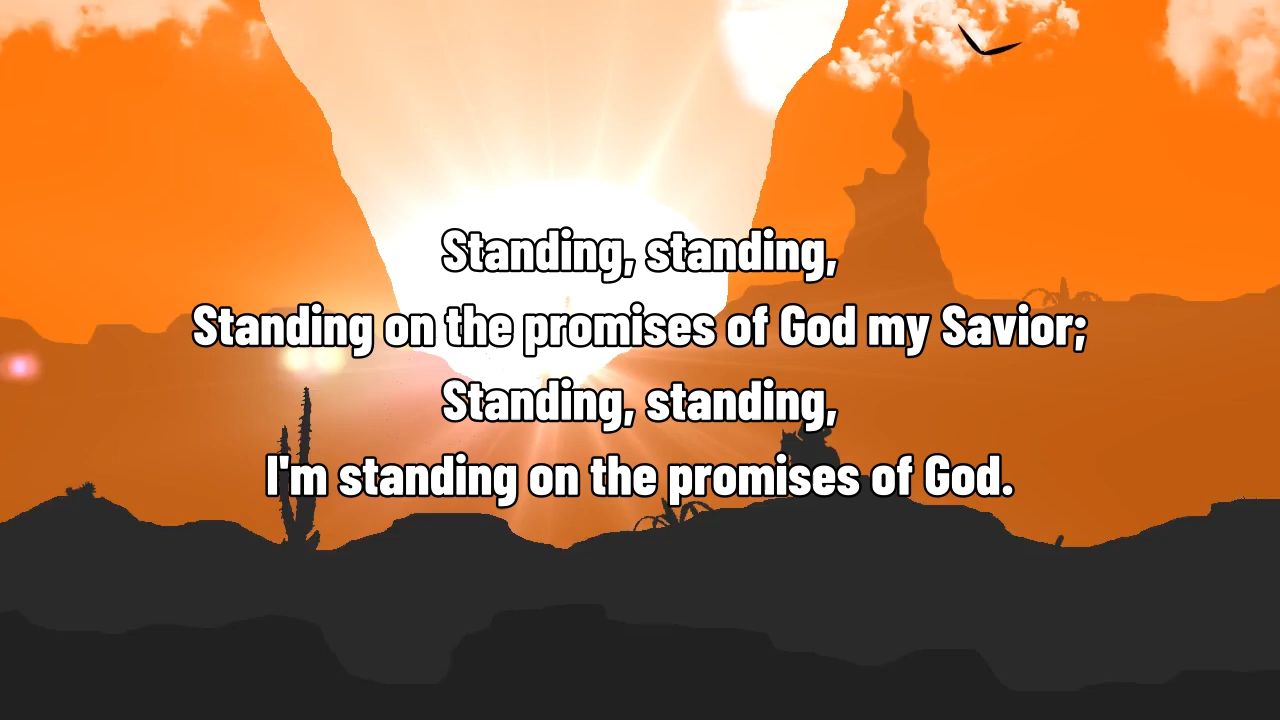 Standing, standing,
Standing on the promises of God my Savior;
Standing, standing,
I'm standing on the promises of God.